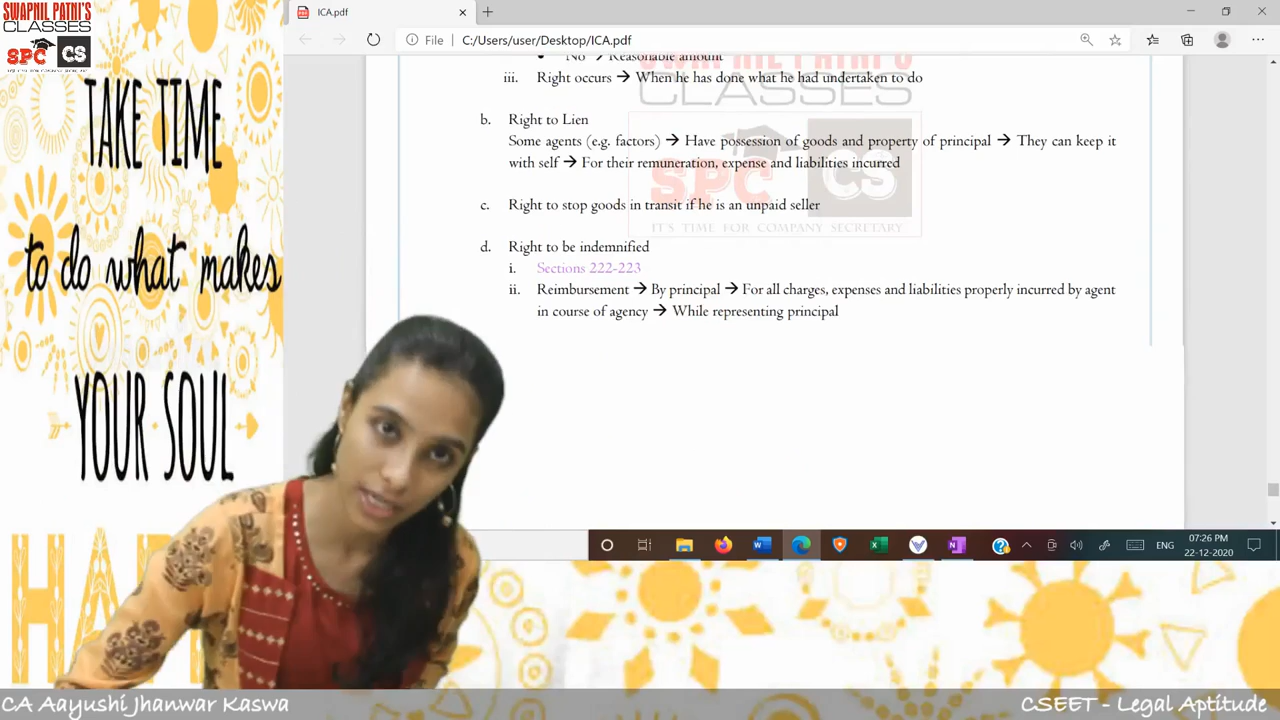 SWAPNIL PATNI'S
CLASSES
SPC CS
TAKE TIME
to do what makes
YOUR SOUL
ICA.pdf
File C:/Users/user/Desktop/ICA.pdf
No → Reasonable amount
iii. Right occurs → When he has done what he had undertaken to do
CLASSES
b. Right to Lien
Some agents (e.g. factors) → Have possession of goods and property of principal → They can keep it
with self → For their remuneration, expense and liabilities incurred
SPC CS
c. Right to stop goods in transit if he is an unpaid seller
IT'S TIME FOR COMPANY SECRETARY
d. Right to be indemnified
i. Sections 222-223
ii. Reimbursement → By principal → For all charges, expenses and liabilities properly incurred by agent
in course of agency → While representing principal
ENG
07:26 PM
22-12-2020
CA Aayushi Jhanwar Kaswa
CSEET - Legal Aptitude